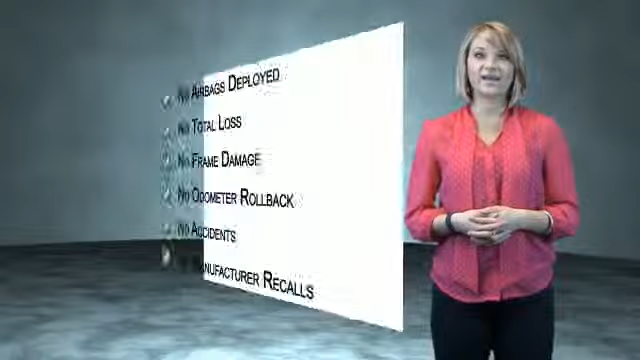 No Airbags Deployed
No Total Loss
No Frame Damage
No Odometer Rollback
No Accidents
Manufacturer Recalls